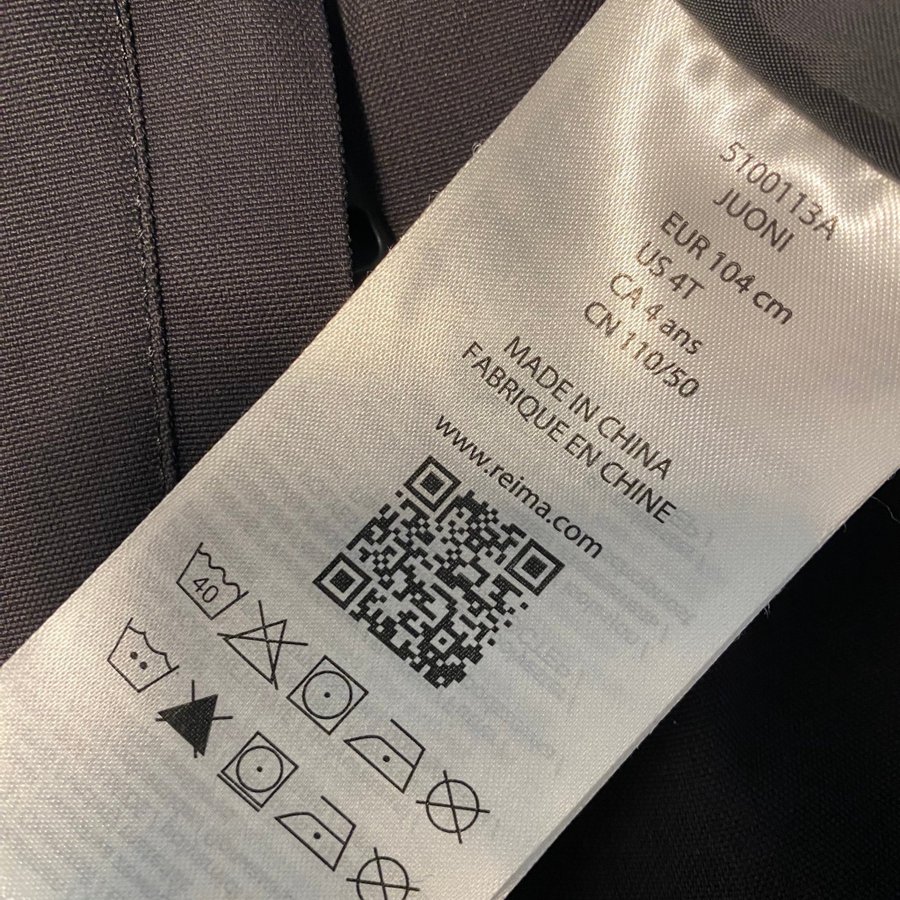 5100113A
JUONI
EUR 104 cm
US 4T
CA 4 ans
CN 110/50
MADE IN CHINA
FABRIQUE EN CHINE
www.reima.com
40